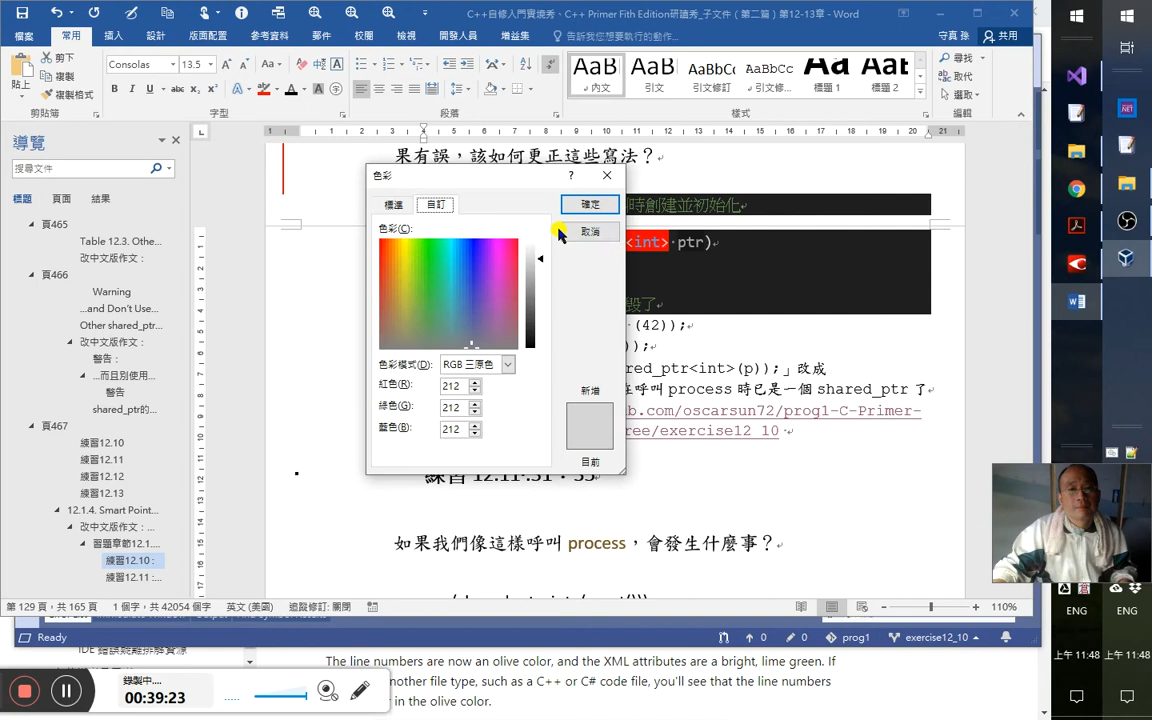 C++自修人門實境秀、C++ Primer Fith Edition研讀秀_子文件（第二篇）第12-13章 - Word
檔案 常用 插入 設計 版面配置 參考資料 郵件 校閱 檢視 開發人員 增益集 告訴我您想要執行的動作... 守真 孫 共用
貼上 剪下 複製 複製格式
Consolas 13.5
AaB AaB AaBbC AaBbCc AaB AaB
內文 引文 引文修訂 引文修... 標題 1 標題 2
尋找 取代 選取
剪貼簿 字型 段落 樣式 編輯
導覽
搜尋文件
標題 頁面 結果
頁465
Table 12.3. Othe...
改中文版作文：
頁466
Warning
...and Don't Use...
Other shared_ptr...
改中文版作文：
警告：
...而且別使用...
警告
shared_ptr的...
頁467
練習12.10
練習12.11
練習12.12
練習12.13
12.1.4. Smart Point...
改中文版作文：...
習題章節12.1....
練習12.10 :
練習12.11 :...
果有誤，該如何更正這些寫法？
時創建並初始化
<int> ptr)
毀了
(42));
));
red_ptr<int>(p));」改成
在呼叫 process 時已是一個 shared_ptr 了
b.com/oscarsun72/prog1-C-Primer-
ree/exercise12_10
練習 12.11
如果我們像這樣呼叫 process，會發生什麼事？
色彩 ?
標準 自訂
確定
取消
色彩(C):
色彩模式(D): RGB 三原色
紅色(R): 212
綠色(G): 212
藍色(B): 212
新增
目前
第 129 頁，共 165 頁 1 個字，共 42054 個字 英文 (美國) 追蹤修訂: 關閉 110%
Ready 0 0 prog1 exercise12_10
IDE 錯誤疑難排解資源
The line numbers are now an olive color, and the XML attributes are a bright, lime green. If
nother file type, such as a C++ or C# code file, you'll see that the line numbers
r in the olive color.
錄製中...
00:39:23
ENG ENG
上午 11:48 上午 11:48